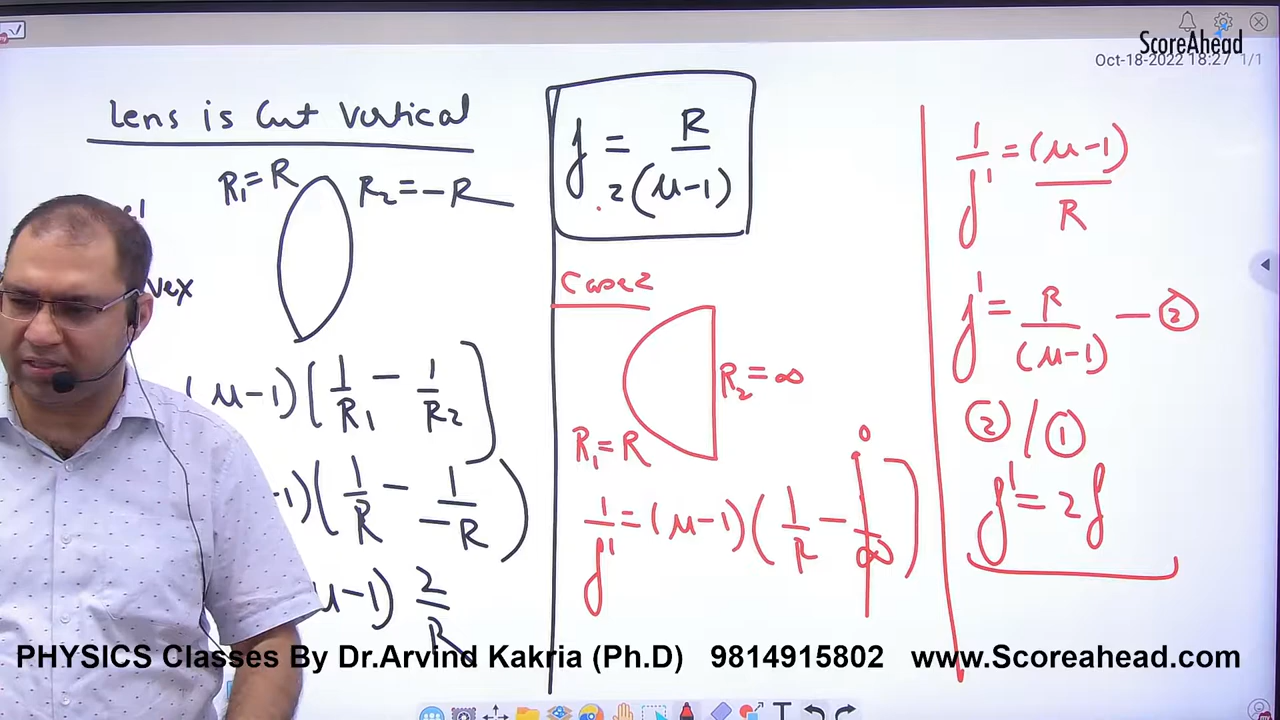 ScoreAhead
Oct-18-2022 18:27 1/1
Lens is Cut Vertical
R₁=R R₂=-R
vex
μ-1)(1/R₁ - 1/R₂)
-1)(1/R - 1/-R)
μ-1) 2/R
f = R/2(μ-1)
Case 2
R₂=∞
R₁=R
1/f' = (μ-1)(1/R - 1/∞) 0
1/f' = (μ-1)/R
f' = R/(μ-1) — ②
②/①
f' = 2f
PHYSICS Classes By Dr.Arvind Kakria (Ph.D) 9814915802 www.Scoreahead.com